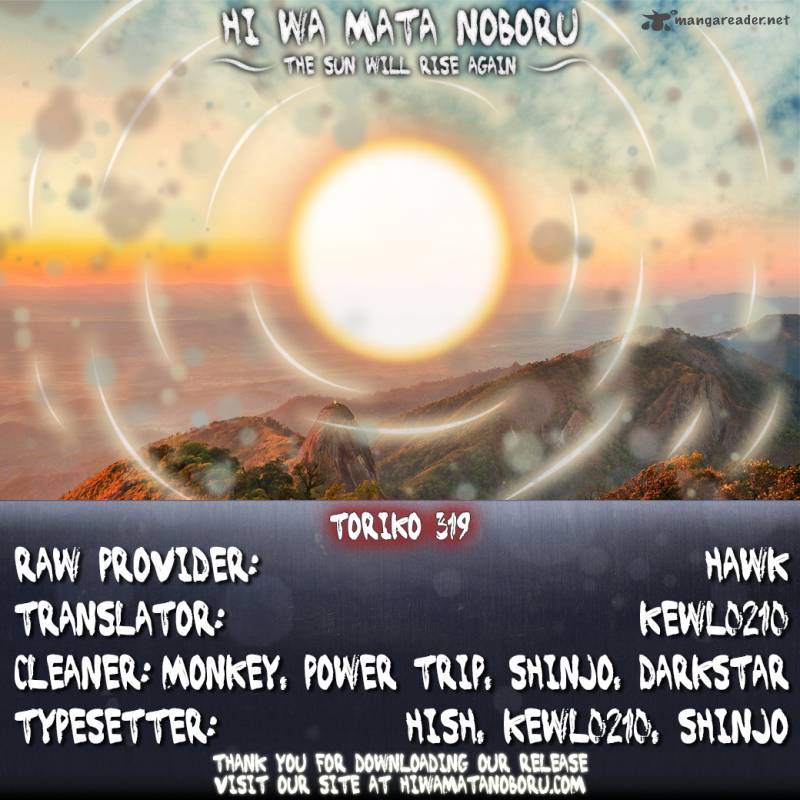 HI WA MATA NOBORU
mangareader.net
THE SUN WILL RISE AGAIN
TORIKO 319
RAW PROVIDER: HAWK
TRANSLATOR: KEWL0210
CLEANER: MONKEY, POWER TRIP, SHINJO, DARKSTAR
TYPESETTER: HISH, KEWL0210, SHINJO
THANK YOU FOR DOWNLOADING OUR RELEASE
VISIT OUR SITE AT HIWAMATANOBORU.COM